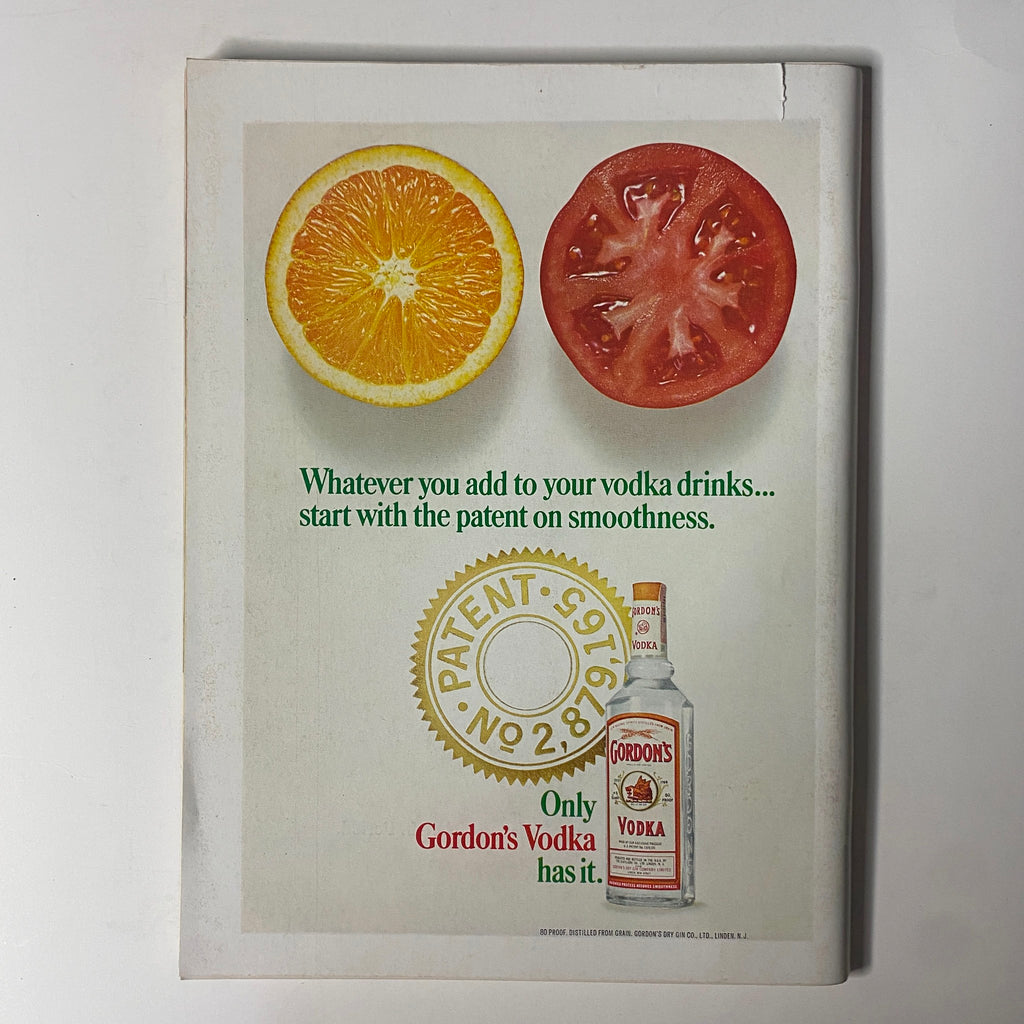 Whatever you add to your vodka drinks...
start with the patent on smoothness.
PATENT · No 2,879,165 ·
GORDON'S
VODKA
GORDON'S
80
PROOF
VODKA
Only
Gordon's Vodka
has it.
80 PROOF. DISTILLED FROM GRAIN. GORDON'S DRY GIN CO., LTD., LINDEN, N.J.